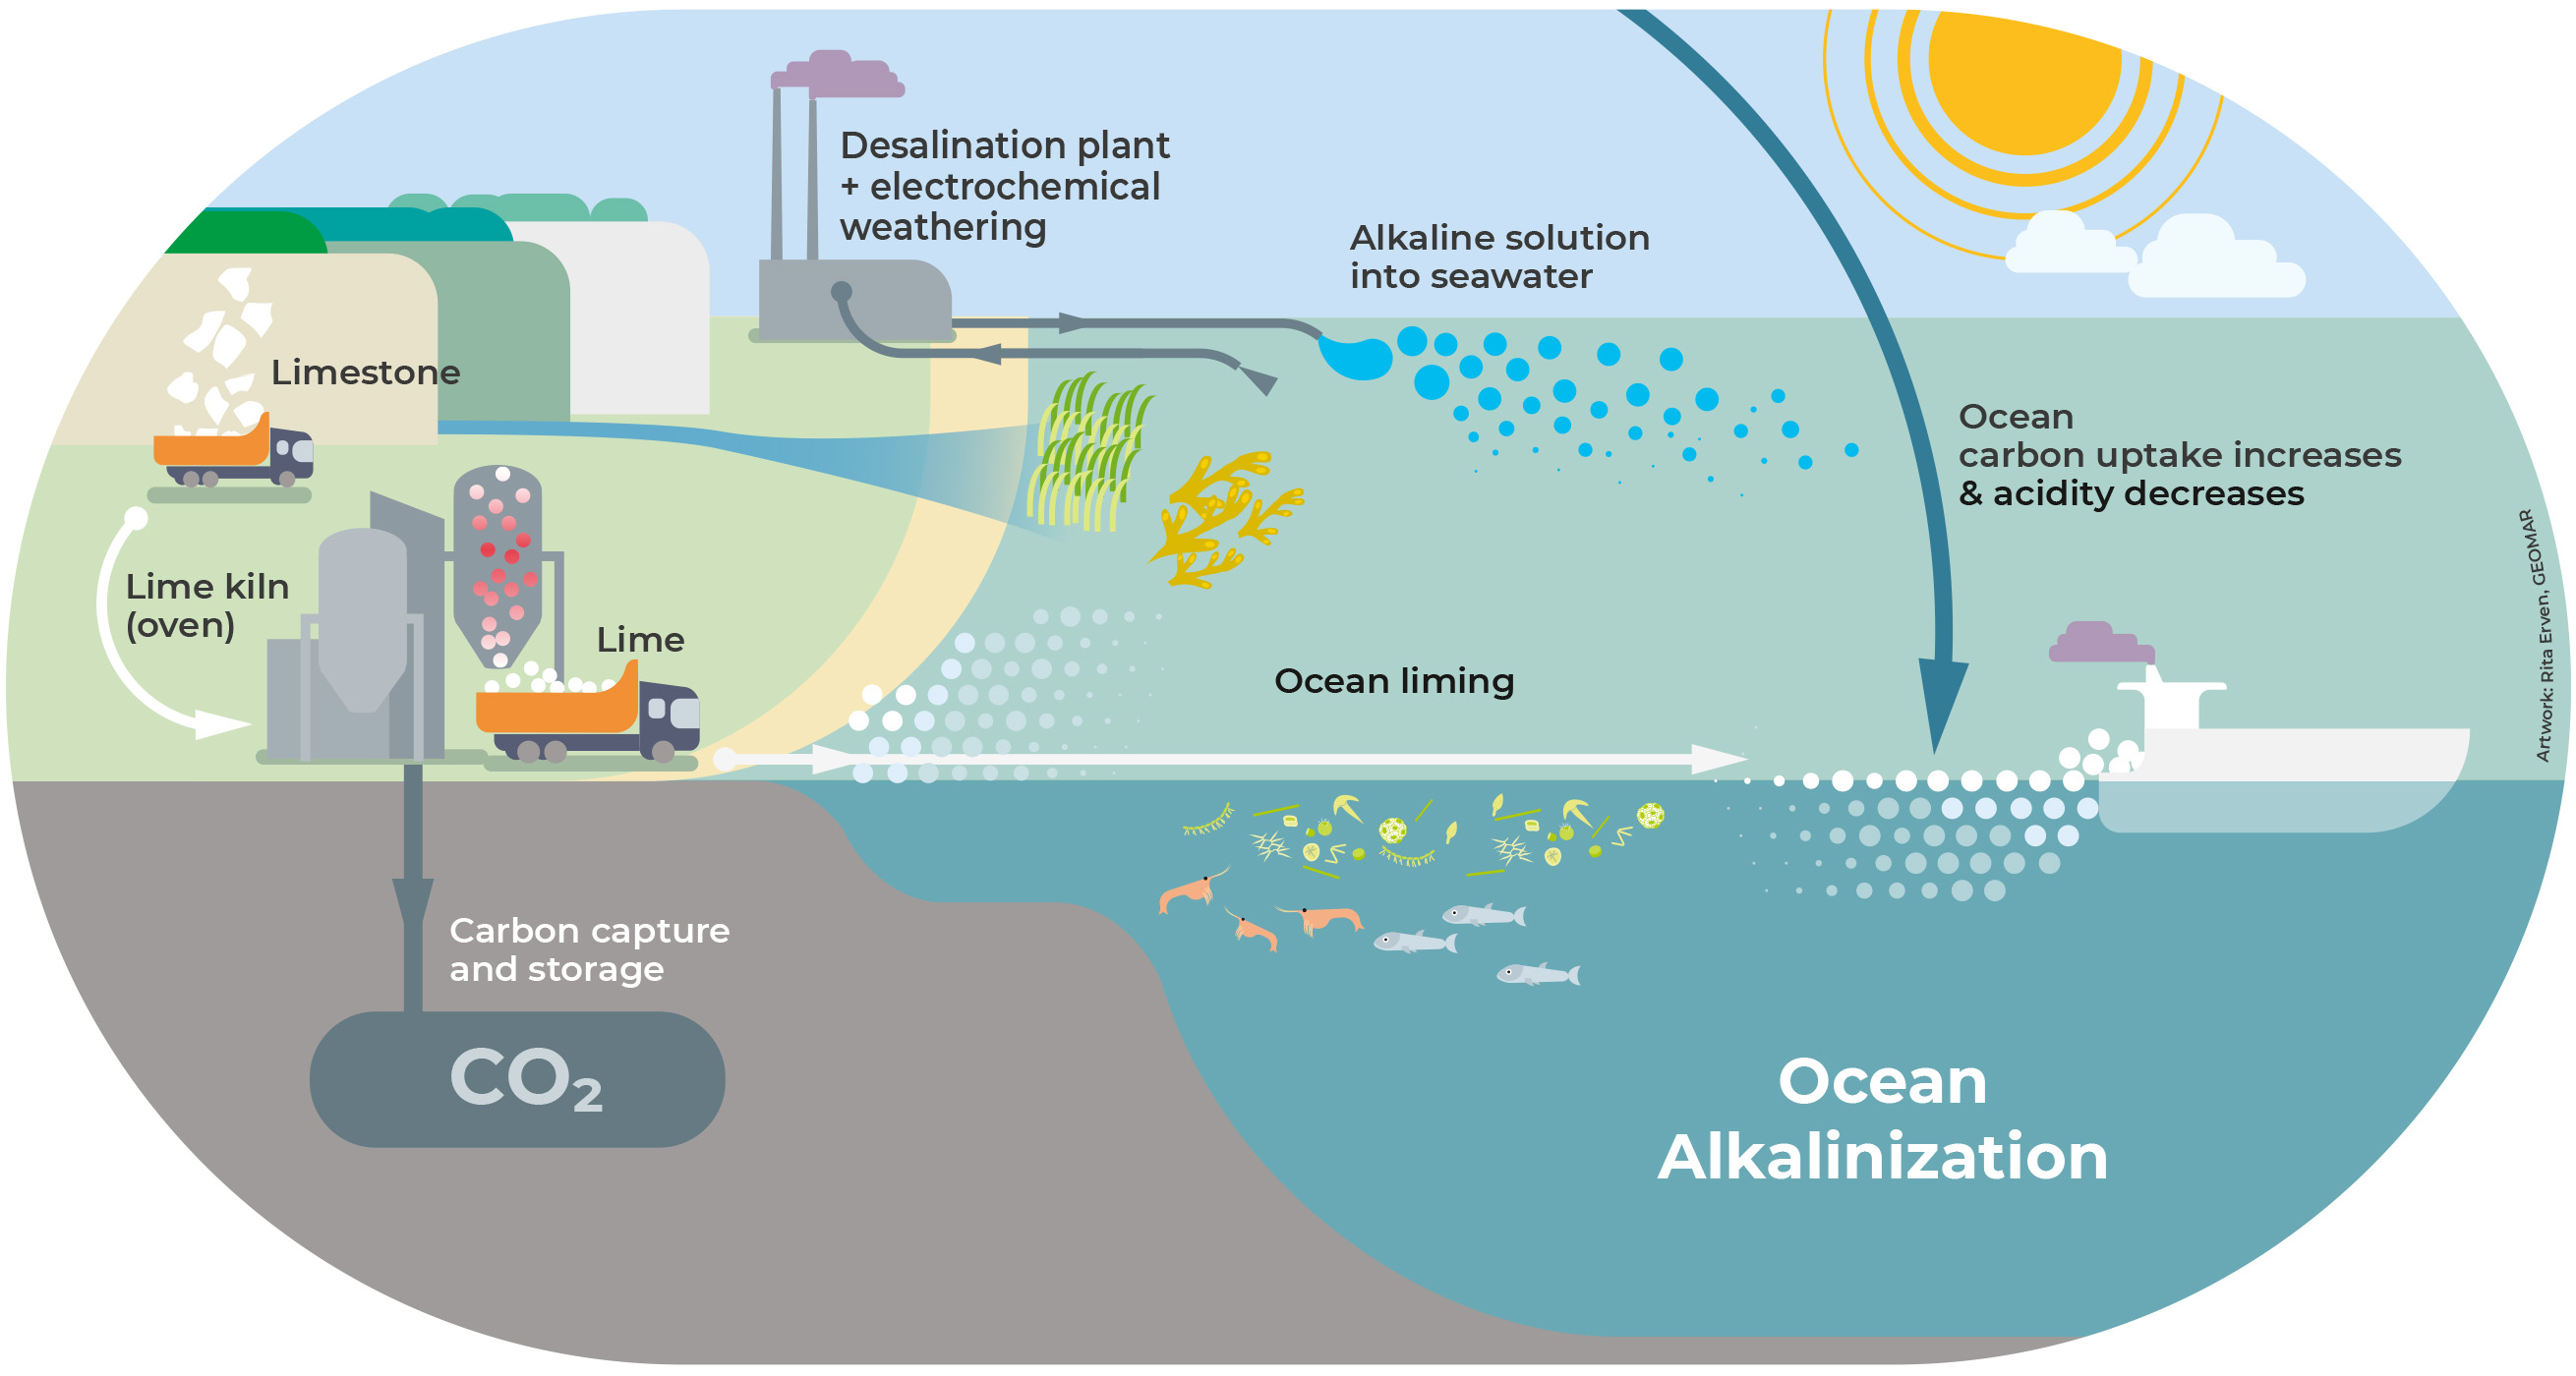 Desalination plant
+ electrochemical
weathering
Alkaline solution
into seawater
Limestone
Ocean
carbon uptake increases
& acidity decreases
Lime kiln
(oven)
Lime
Ocean liming
Artwork: Rita Erven, GEOMAR
Carbon capture
and storage
CO₂
Ocean
Alkalinization